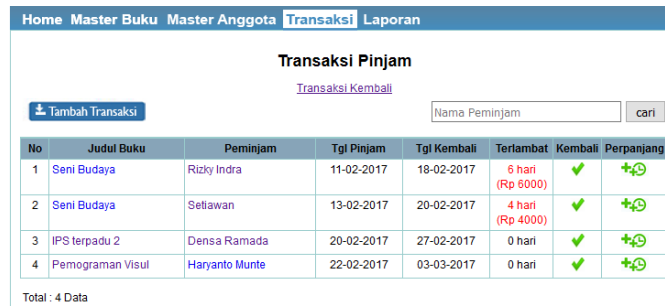 Home Master Buku Master Anggota Transaksi Laporan
Transaksi Pinjam
Transaksi Kembali
Tambah Transaksi Nama Peminjam cari
No Judul Buku Peminjam Tgl Pinjam Tgl Kembali Terlambat Kembali Perpanjang
1 Seni Budaya Rizky Indra 11-02-2017 18-02-2017 6 hari
(Rp 6000)
2 Seni Budaya Setiawan 13-02-2017 20-02-2017 4 hari
(Rp 4000)
3 IPS terpadu 2 Densa Ramada 20-02-2017 27-02-2017 0 hari
4 Pemograman Visul Haryanto Munte 22-02-2017 03-03-2017 0 hari
Total : 4 Data